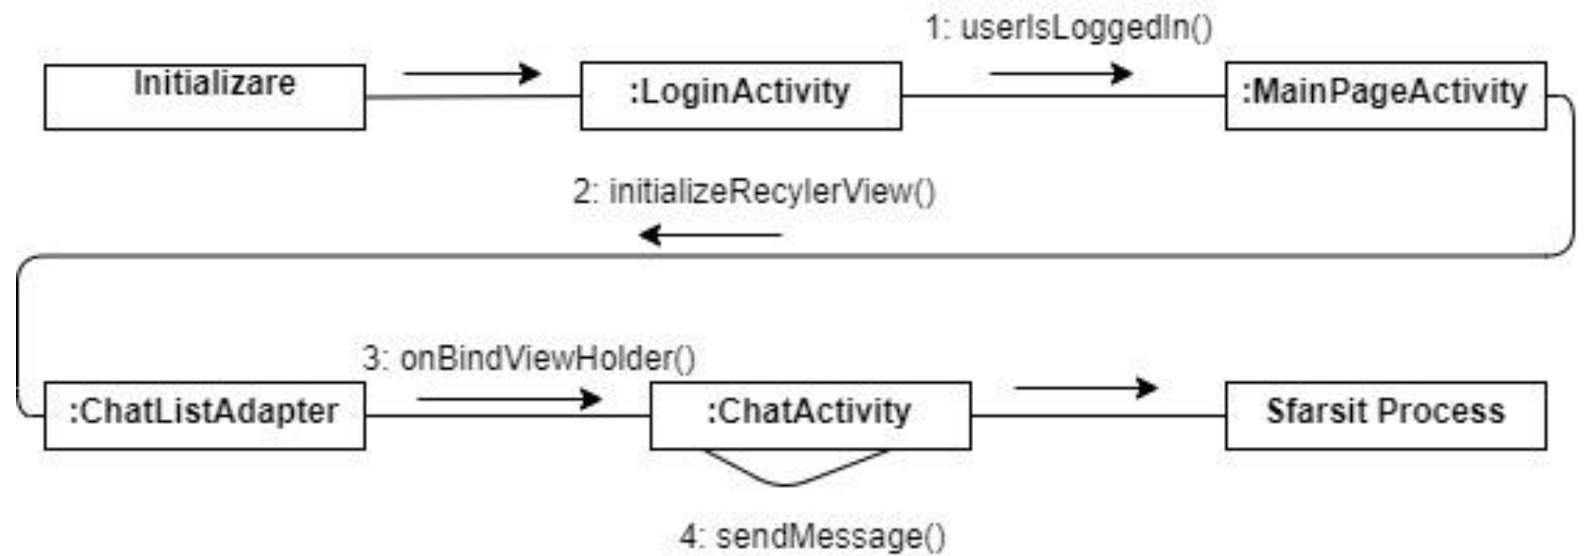 1: userIsLoggedIn()
Initializare
:LoginActivity
:MainPageActivity
2: initializeRecylerView()
3: onBindViewHolder()
:ChatListAdapter
:ChatActivity
Sfarsit Process
4: sendMessage()